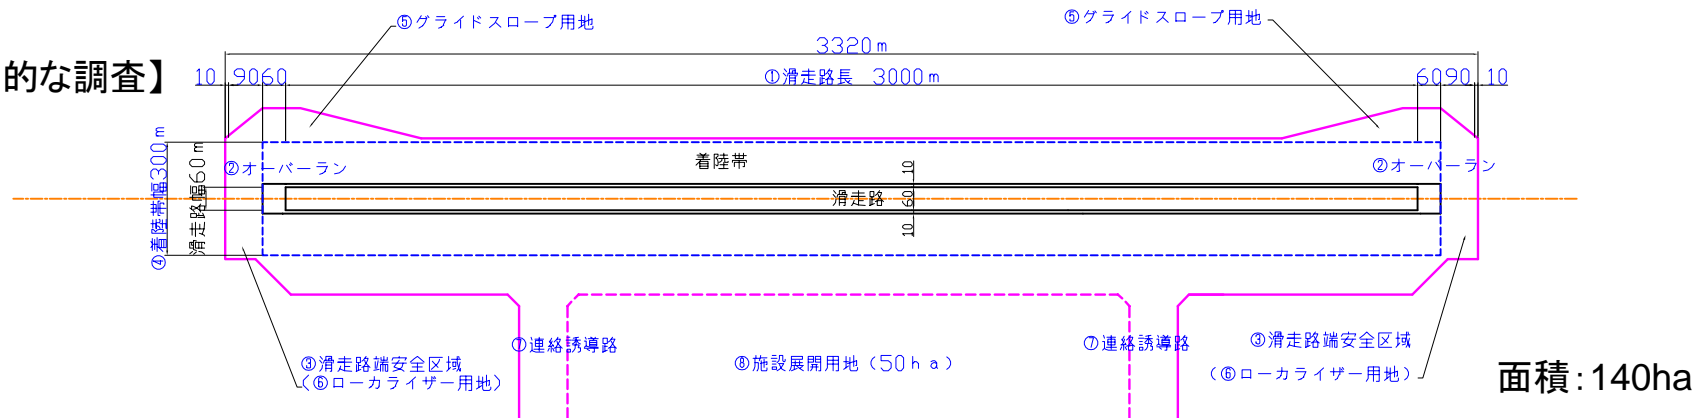 ⑤グライドスロープ用地
⑤グライドスロープ用地
3320m
的な調査】
10 90 60
①滑走路長 3000m
60 90 10
④着陸帯幅300m
滑走路幅60m
②オーバーラン
着陸帯
10
②オーバーラン
滑走路
60
10
⑦連絡誘導路
⑦連絡誘導路
③滑走路端安全区域
(⑥ローカライザー用地)
⑧施設展開用地(50ha)
③滑走路端安全区域
(⑥ローカライザー用地)
面積:140ha